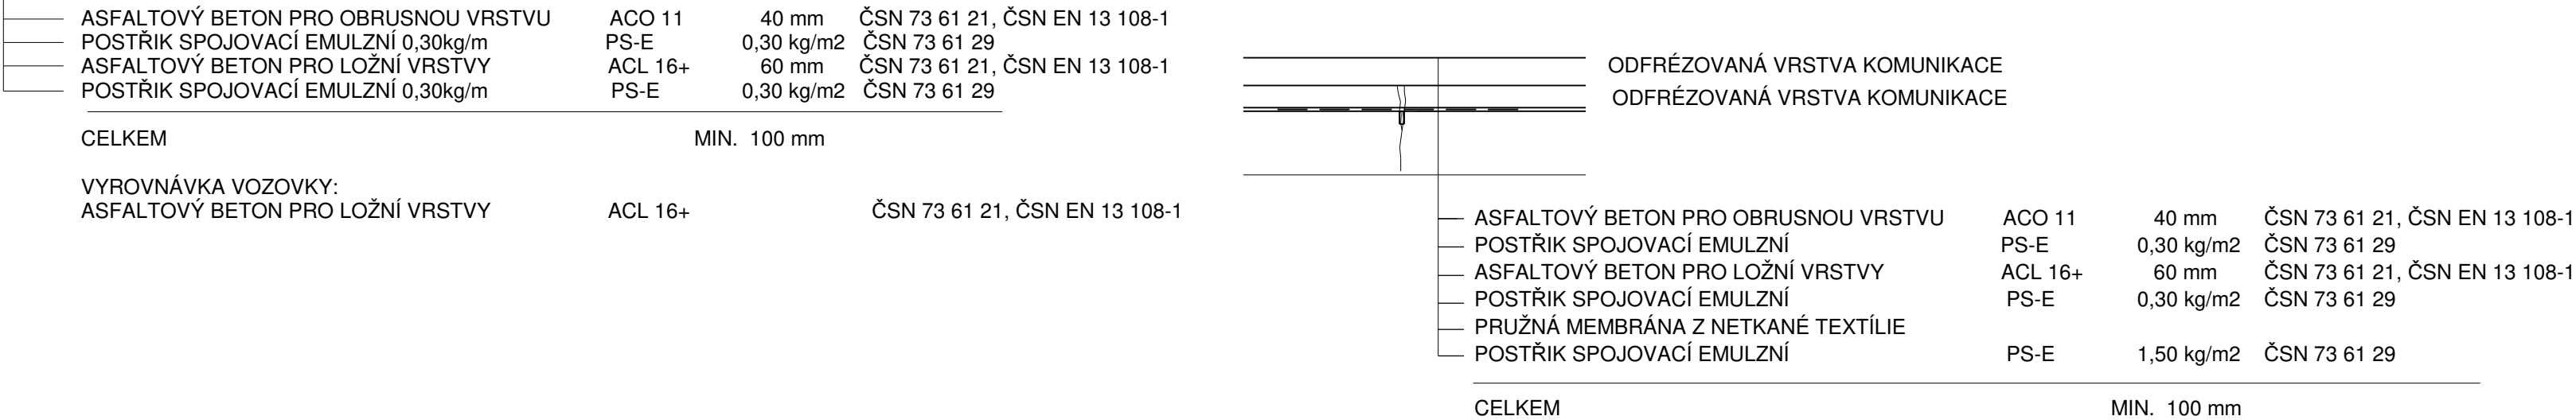 ASFALTOVÝ BETON PRO OBRUSNOU VRSTVU ACO 11 40 mm ČSN 73 61 21, ČSN EN 13 108-1
POSTŘIK SPOJOVACÍ EMULZNÍ 0,30kg/m PS-E 0,30 kg/m2 ČSN 73 61 29
ASFALTOVÝ BETON PRO LOŽNÍ VRSTVY ACL 16+ 60 mm ČSN 73 61 21, ČSN EN 13 108-1
POSTŘIK SPOJOVACÍ EMULZNÍ 0,30kg/m PS-E 0,30 kg/m2 ČSN 73 61 29
CELKEM MIN. 100 mm
VYROVNÁVKA VOZOVKY:
ASFALTOVÝ BETON PRO LOŽNÍ VRSTVY ACL 16+ ČSN 73 61 21, ČSN EN 13 108-1
ODFRÉZOVANÁ VRSTVA KOMUNIKACE
ODFRÉZOVANÁ VRSTVA KOMUNIKACE
ASFALTOVÝ BETON PRO OBRUSNOU VRSTVU ACO 11 40 mm ČSN 73 61 21, ČSN EN 13 108-1
POSTŘIK SPOJOVACÍ EMULZNÍ PS-E 0,30 kg/m2 ČSN 73 61 29
ASFALTOVÝ BETON PRO LOŽNÍ VRSTVY ACL 16+ 60 mm ČSN 73 61 21, ČSN EN 13 108-1
POSTŘIK SPOJOVACÍ EMULZNÍ PS-E 0,30 kg/m2 ČSN 73 61 29
PRUŽNÁ MEMBRÁNA Z NETKANÉ TEXTÍLIE
POSTŘIK SPOJOVACÍ EMULZNÍ PS-E 1,50 kg/m2 ČSN 73 61 29
CELKEM MIN. 100 mm